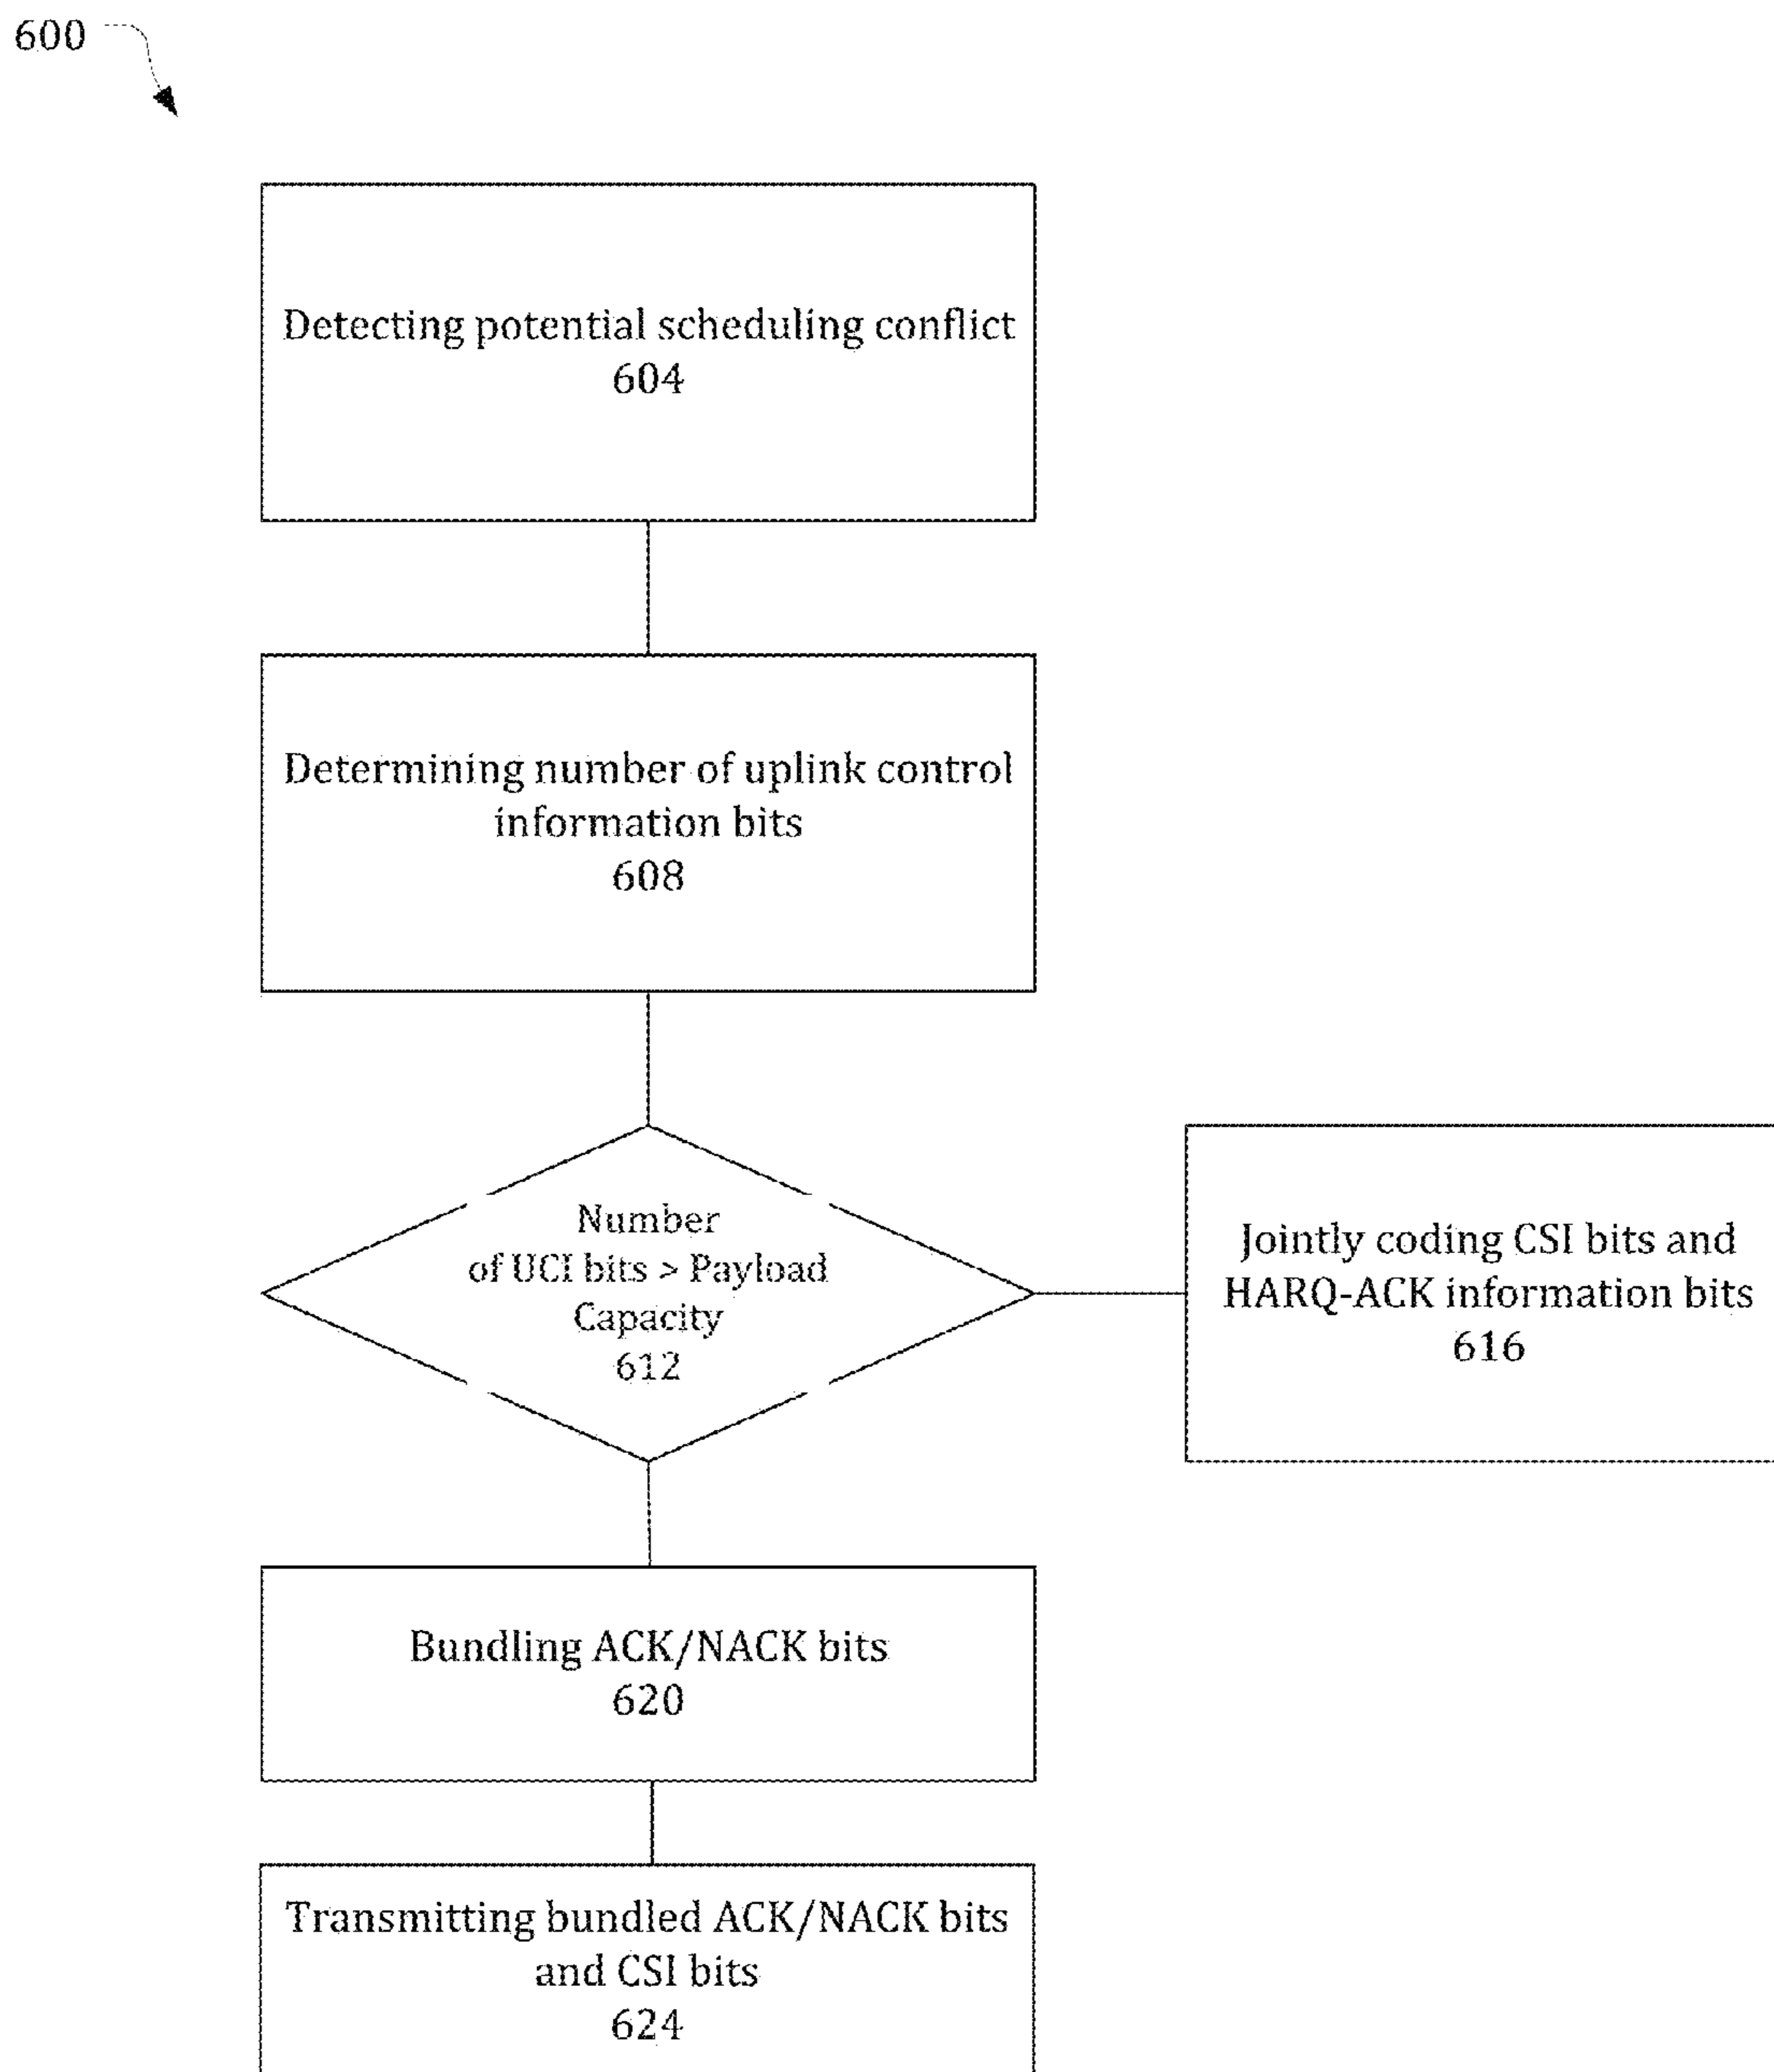 600
Detecting potential scheduling conflict
604
Determining number of uplink control
information bits
608
Number
of UCI bits > Payload
Capacity
612
Jointly coding CSI bits and
HARQ-ACK information bits
616
Bundling ACK/NACK bits
620
Transmitting bundled ACK/NACK bits
and CSI bits
624